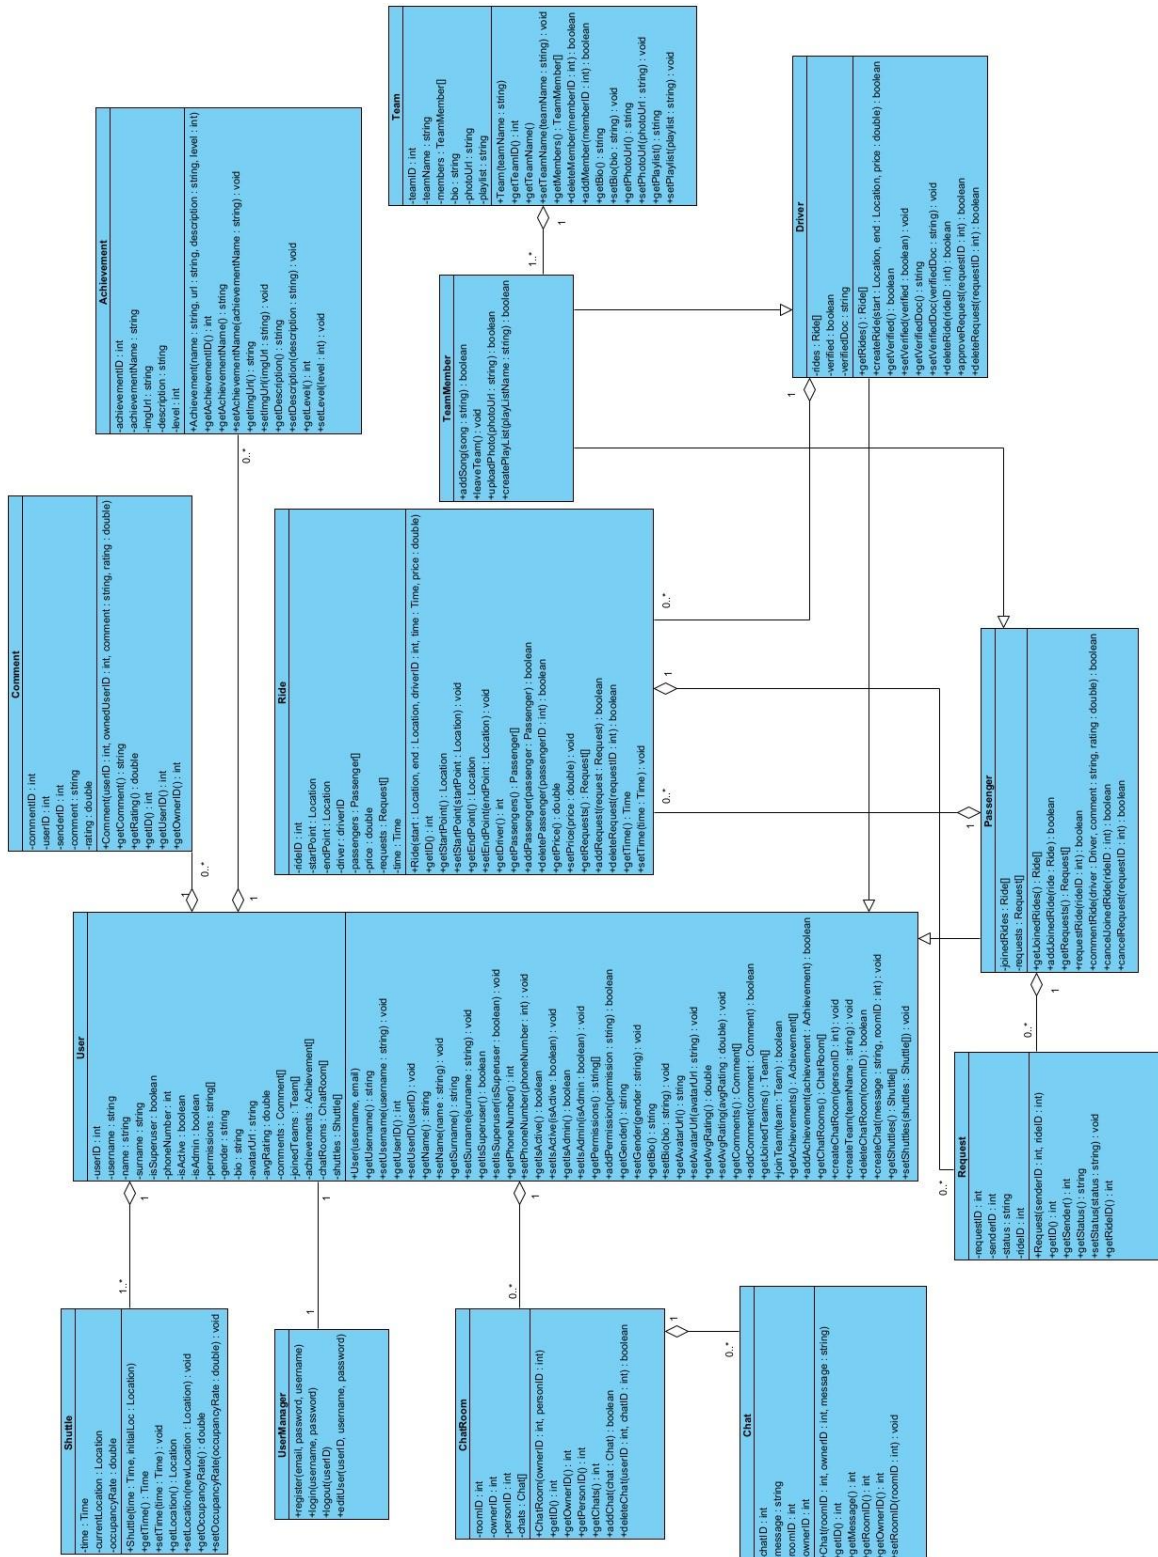 Team
-teamID : int
-teamName : string
-members : TeamMember[]
-bio : string
-photoUrl : string
-playlist : string
+Team(teamName : string)
+getTeamID() : int
+getTeamName()
+setTeamName(teamName : string) : void
+getMembers() : TeamMember[]
+deleteMember(memberID : int) : boolean
+addMember(memberID : int) : boolean
+getBio() : string
+setBio(bio : string) : void
+getPhotoUrl() : string
+setPhotoUrl(photoUrl : string) : void
+getPlaylist() : string
+setPlaylist(playlist : string) : void
1
1..*
Achievement
-achievementID : int
-achievementName : string
-imgUrl : string
-description : string
-level : int
+Achievement(name : string, url : string, description : string, level : int)
+getAchievementID() : int
+getAchievementName() : string
+setAchievementName(achievementName : string) : void
+getImgUrl() : string
+setImgUrl(imgUrl : string) : void
+getDescription() : string
+setDescription(description : string) : void
+getLevel() : int
+setLevel(level : int) : void
0..*
Driver
-rides : Ride[]
-verified : boolean
-verifiedDoc : string
+getRides() : Ride[]
+createRide(start : Location, end : Location, price : double) : boolean
+getVerified() : boolean
+setVerified(verified : boolean) : void
+getVerifiedDoc() : string
+setVerifiedDoc(verifiedDoc : string) : void
+deleteRide(rideID : int) : boolean
+approveRequest(requestID : int) : boolean
+deleteRequest(requestID : int) : boolean
1
TeamMember
+addSong(song : string) : boolean
+leaveTeam() : void
+uploadPhoto(photoUrl : string) : boolean
+createPlayList(playListName : string) : boolean
Comment
-commentID : int
-userID : int
-senderID : int
-comment : string
-rating : double
+Comment(userID : int, ownedUserID : int, comment : string, rating : double)
+getComment() : string
+getRating() : double
+getID() : int
+getUserID() : int
+getOwnerID() : int
0..*
1
1
Ride
-rideID : int
-startPoint : Location
-endPoint : Location
-driver : driverID
-passengers : Passenger[]
-price : double
-requests : Request[]
-time : Time
+Ride(start : Location, end : Location, driverID : int, time : Time, price : double)
+getID() : int
+getStartPoint() : Location
+setStartPoint(startPoint : Location) : void
+getEndPoint() : Location
+setEndPoint(endPoint : Location) : void
+getDriver() : int
+getPassengers() : Passenger[]
+addPassenger(passenger : Passenger) : boolean
+deletePassenger(passengerID : int) : boolean
+getPrice() : double
+setPrice(price : double) : void
+getRequests() : Request[]
+addRequest(request : Request) : boolean
+deleteRequest(requestID : int) : boolean
+getTime() : Time
+setTime(time : Time) : void
0..*
1
0..*
1
Passenger
-joinedRides : Ride[]
-requests : Request[]
+getJoinedRides() : Ride[]
+addJoinedRide(ride : Ride) : boolean
+getRequests() : Request[]
+requestRide(rideID : int) : boolean
+commentRide(driver : Driver, comment : string, rating : double) : boolean
+cancelJoinedRide(rideID : int) : boolean
+cancelRequest(requestID : int) : boolean
1
0..*
User
-userID : int
-username : string
-name : string
-surname : string
-isSuperuser : boolean
-phoneNumber : int
-isActive : boolean
-isAdmin : boolean
-permissions : string[]
-gender : string
-bio : string
-avatarUrl : string
-avgRating : double
-comments : Comment[]
-joinedTeams : Team[]
-achievements : Achievement[]
-chatRooms : ChatRoom[]
-shuttles : Shuttle[]
+User(username, email)
+getUsername() : string
+setUsername(username : string) : void
+getUserID() : int
+setUserID(userID) : void
+getName() : string
+setName(name : string) : void
+getSurname() : string
+setSurname(surname : string) : void
+getIsSuperuser() : boolean
+setIsSuperuser(isSuperuser : boolean) : void
+getPhoneNumber() : int
+setPhoneNumber(phoneNumber : int) : void
+getIsActive() : boolean
+setIsActive(isActive : boolean) : void
+getIsAdmin() : boolean
+setIsAdmin(isAdmin : boolean) : void
+getPermissions() : string[]
+addPermission(permission : string) : boolean
+getGender() : string
+setGender(gender : string) : void
+getBio() : string
+setBio(bio : string) : void
+getAvatarUrl() : string
+setAvatarUrl(avatarUrl : string) : void
+getAvgRating() : double
+setAvgRating(avgRating : double) : void
+getComments() : Comment[]
+addComment(comment : Comment) : boolean
+getJoinedTeams() : Team[]
+joinTeam(team : Team) : boolean
+getAchievements() : Achievement[]
+addAchievement(achievement : Achievement) : boolean
+getChatRooms() : ChatRoom[]
+createChatRoom(personID : int) : void
+createTeam(teamName : string) : void
+deleteChatRoom(roomID) : boolean
+createChat(message : string, roomID : int) : void
+getShuttles() : Shuttle[]
+setShuttles(shuttles : Shuttle[]) : void
1
1
1
Request
-requestID : int
-senderID : int
-status : string
-rideID : int
+Request(senderID : int, rideID : int)
+getID() : int
+getSender() : int
+getStatus() : string
+setStatus(status : string) : void
+getRideID() : int
0..*
Shuttle
-time : Time
-currentLocation : Location
-occupancyRate : double
+Shuttle(time : Time, initialLoc : Location)
+getTime() : Time
+setTime(time : Time) : void
+getLocation() : Location
+setLocation(newLocation : Location) : void
+getOccupancyRate() : double
+setOccupancyRate(occupancyRate : double) : void
1..*
UserManager
+register(email, password, username)
+login(username, password)
+logout(userID)
+editUser(userID, username, password)
1
ChatRoom
-roomID : int
-ownerID : int
-personID : int
-chats : Chat[]
+ChatRoom(ownerID : int, personID : int)
+getID() : int
+getOwnerID() : int
+getPersonID() : int
+getChats() : int
+addChat(chat : Chat) : boolean
+deleteChat(userID : int, chatID : int) : boolean
0..*
1
0..*
Chat
chatID : int
message : string
roomID : int
ownerID : int
+Chat(roomID : int, ownerID : int, message : string)
+getID() : int
+getMessage() : int
+getRoomID() : int
+getOwnerID() : int
+setRoomID(roomID : int) : void